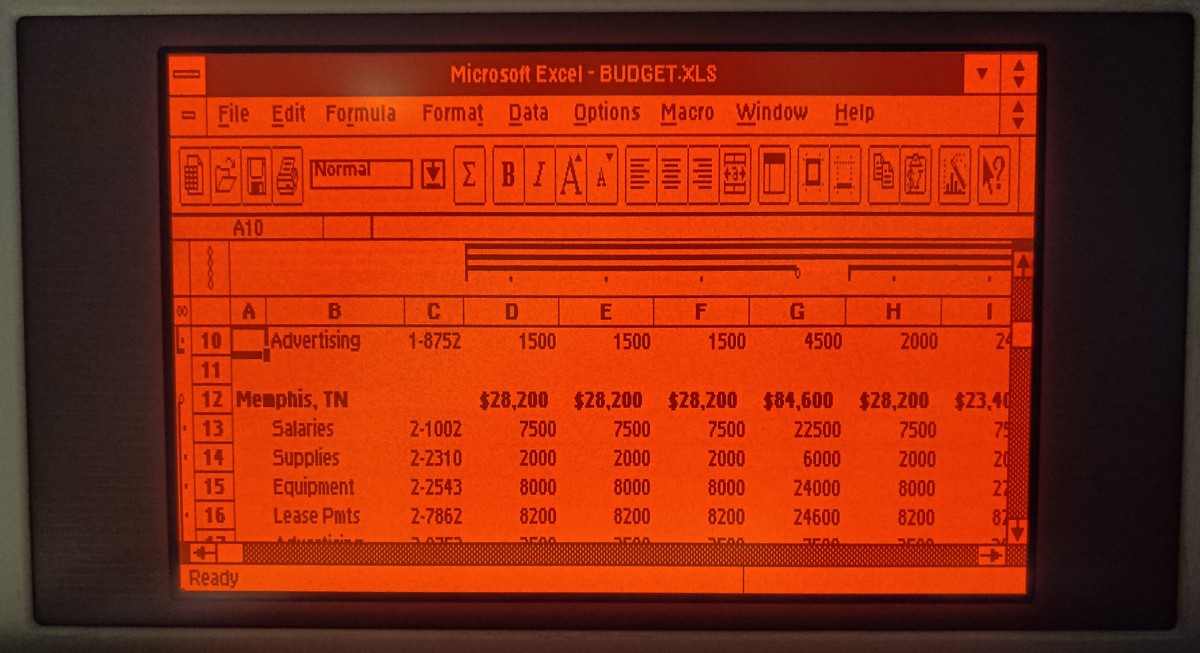 Microsoft Excel - BUDGET.XLS
File Edit Formula Format Data Options Macro Window Help
Normal Σ B I A A a ?
A10
A B C D E F G H I
10 Advertising 1-8752 1500 1500 1500 4500 2000
11
12 Memphis, TN $28,200 $28,200 $28,200 $84,600 $28,200 $23,40
13 Salaries 2-1002 7500 7500 7500 22500 7500
14 Supplies 2-2310 2000 2000 2000 6000 2000
15 Equipment 2-2543 8000 8000 8000 24000 8000
16 Lease Pmts 2-7862 8200 8200 8200 24600 8200
Ready